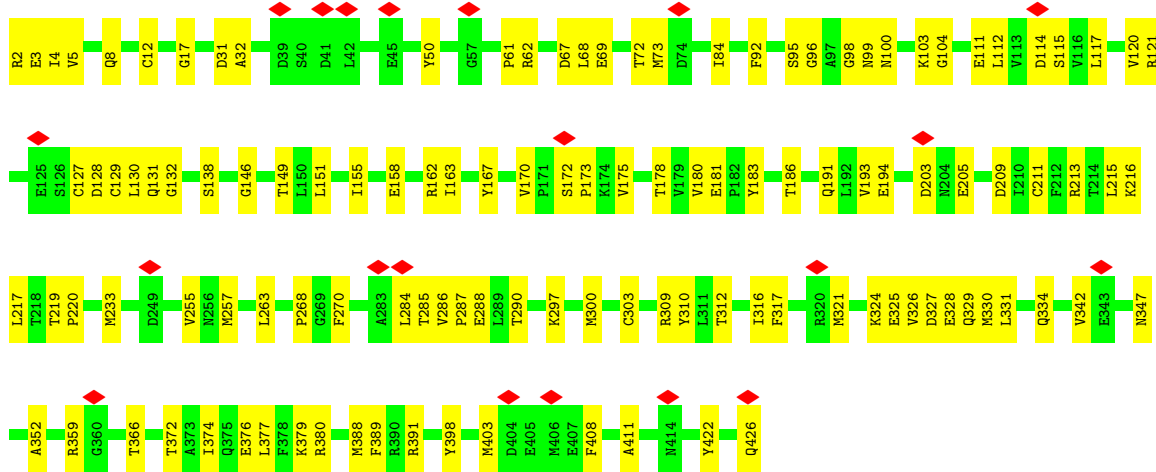 R2 E3 I4 V5 Q8 C12 G17 D31 A32 D39 S40 D41 L42 E45 Y50 G57 P61 R62 D67 L68 E69 T72 M73 D74 I84 F92 S95 G96 A97 G98 N99 N100 K103 G104 E111 L112 V113 D114 S115 V116 L117 V120 R121
E125 S126 C127 D128 C129 L130 Q131 G132 S138 G146 T149 L150 L151 I155 E158 R162 I163 Y167 V170 P171 S172 P173 K174 V175 T178 V179 V180 E181 P182 Y183 T186 Q191 L192 V193 E194 D203 N204 E205 D209 I210 C211 F212 R213 T214 L215 K216
L217 T218 T219 P220 M233 D249 V255 N256 M257 L263 P268 G269 F270 A283 L284 T285 V286 P287 E288 L289 T290 K297 M300 C303 R309 Y310 L311 T312 I316 F317 R320 M321 K324 E325 V326 D327 E328 Q329 M330 L331 Q334 V342 E343 N347
A352 R359 G360 T366 T372 A373 I374 Q375 E376 L377 F378 K379 R380 M388 F389 R390 R391 Y398 M403 D404 E405 M406 E407 F408 A411 N414 Y422 Q426